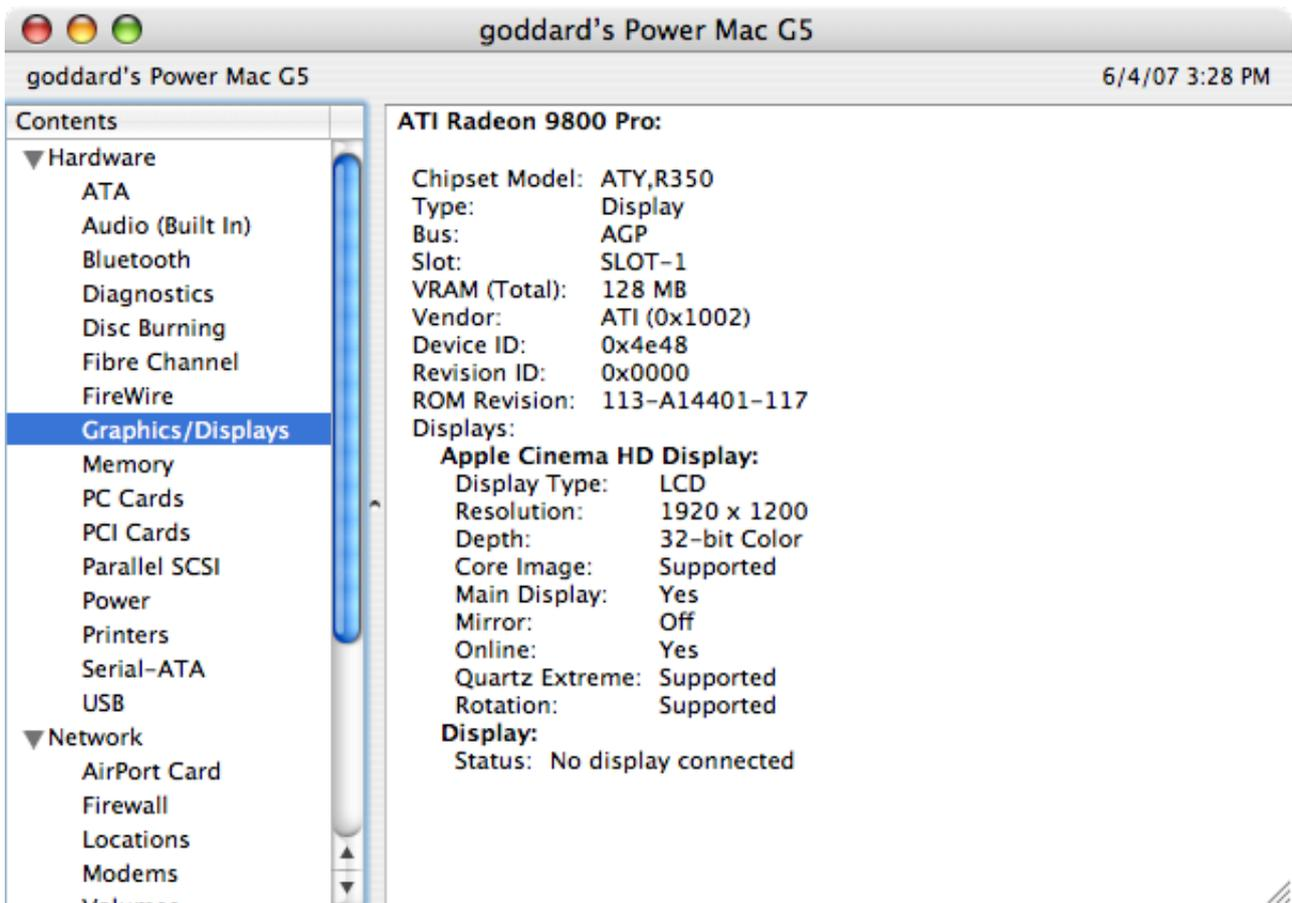 goddard's Power Mac G5
goddard's Power Mac G5
6/4/07 3:28 PM
Contents
Hardware
ATA
Audio (Built In)
Bluetooth
Diagnostics
Disc Burning
Fibre Channel
FireWire
Graphics/Displays
Memory
PC Cards
PCI Cards
Parallel SCSI
Power
Printers
Serial-ATA
USB
Network
AirPort Card
Firewall
Locations
Modems
ATI Radeon 9800 Pro:
Chipset Model: ATY,R350
Type: Display
Bus: AGP
Slot: SLOT-1
VRAM (Total): 128 MB
Vendor: ATI (0x1002)
Device ID: 0x4e48
Revision ID: 0x0000
ROM Revision: 113-A14401-117
Displays:
Apple Cinema HD Display:
Display Type: LCD
Resolution: 1920 x 1200
Depth: 32-bit Color
Core Image: Supported
Main Display: Yes
Mirror: Off
Online: Yes
Quartz Extreme: Supported
Rotation: Supported
Display:
Status: No display connected